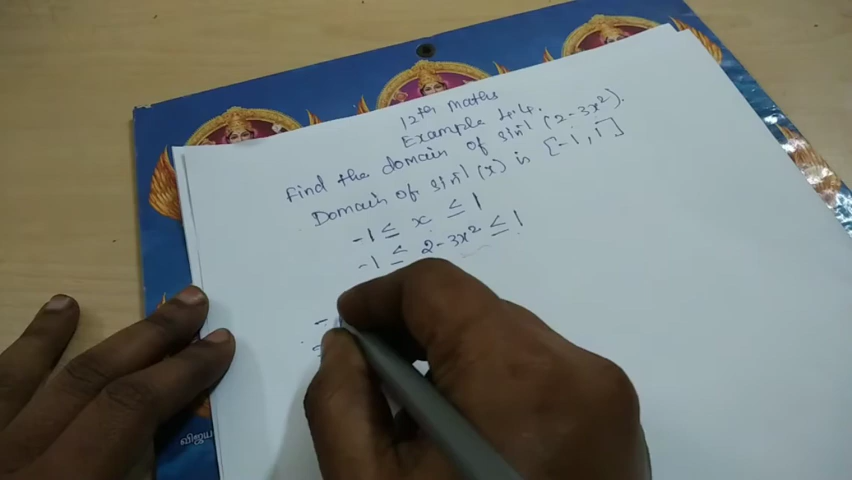 12th Maths
Example 4.4.
Find the domain of sin⁻¹ (2-3x²).
Domain of sin⁻¹ (x) is [-1, 1]
-1 ≤ x ≤ 1
-1 ≤ 2-3x² ≤ 1
விஜய